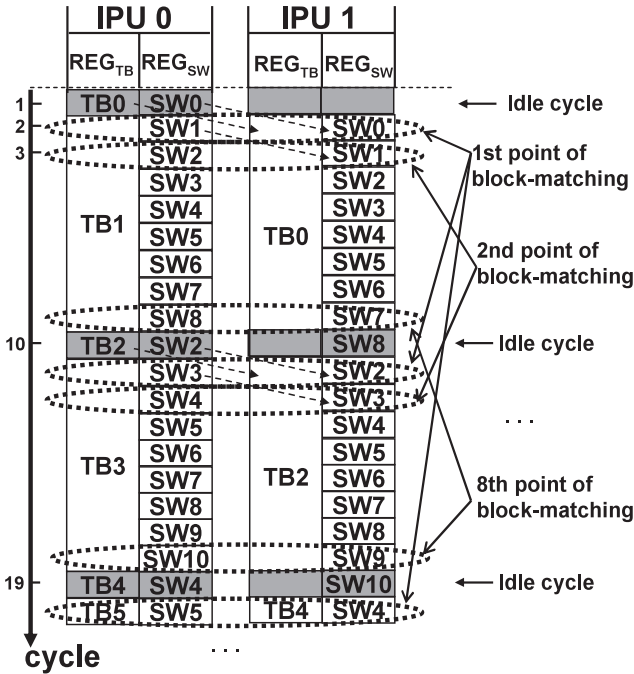 IPU 0 IPU 1
REG_TB REG_SW REG_TB REG_SW
1 TB0 SW0 Idle cycle
2 SW1 SW0
3 SW2 SW1
1st point of
block-matching
SW3 SW2
TB1 SW4 TB0 SW3
SW5 SW4
2nd point of
block-matching
SW6 SW5
SW7 SW6
SW8 SW7
10 TB2 SW2 SW8 Idle cycle
SW3 SW2
SW4 SW3
SW5 SW4 . . .
TB3 SW6 TB2 SW5
SW7 SW6
8th point of
block-matching
SW8 SW7
SW9 SW8
SW10 SW9
19 TB4 SW4 SW10 Idle cycle
TB5 SW5 TB4 SW4
cycle . . .